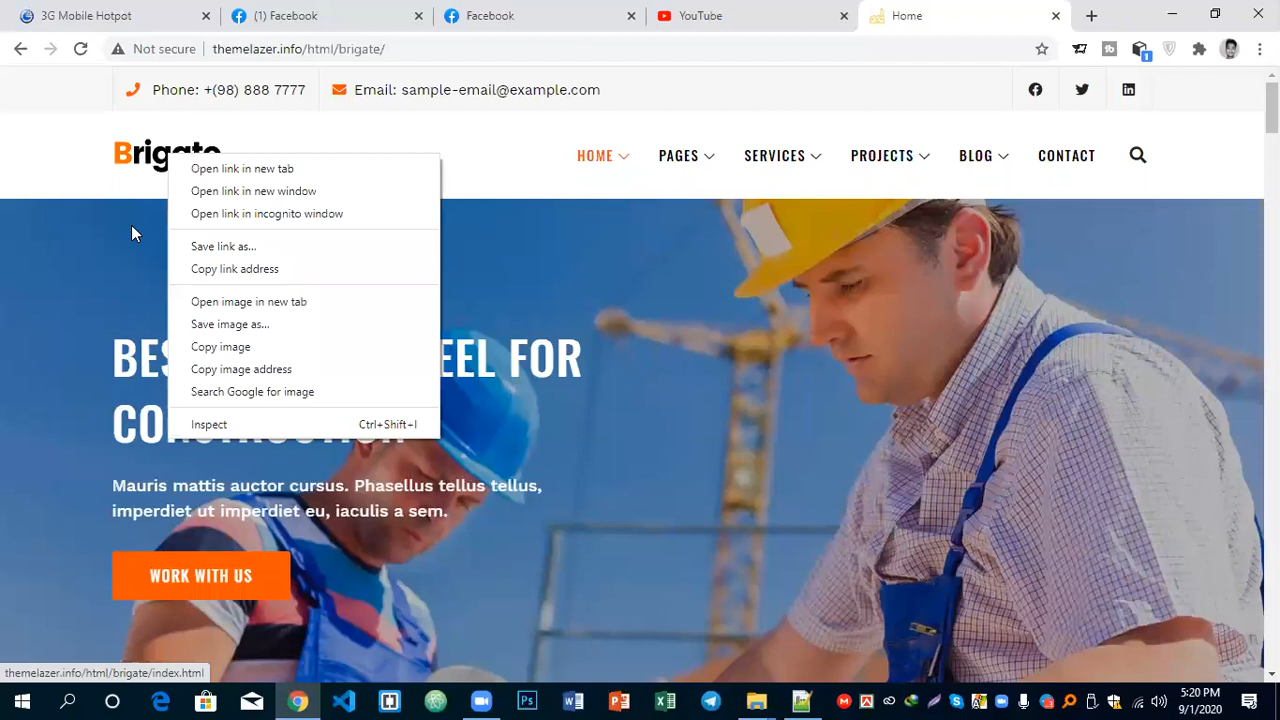 3G Mobile Hotpot
(1) Facebook
Facebook
YouTube
Home
Not secure
themelazer.info/html/brigate/
Phone: +(98) 888 7777
Email: sample-email@example.com
HOME
PAGES
SERVICES
PROJECTS
BLOG
CONTACT
Open link in new tab
Open link in new window
Open link in incognito window
Save link as...
Copy link address
Open image in new tab
Save image as...
Copy image
Copy image address
Search Google for image
Inspect Ctrl+Shift+I
FOR
Mauris mattis auctor cursus. Phasellus tellus tellus,
imperdiet ut imperdiet eu, iaculis a sem.
WORK WITH US
themelazer.info/html/brigate/index.html
5:20 PM
9/1/2020